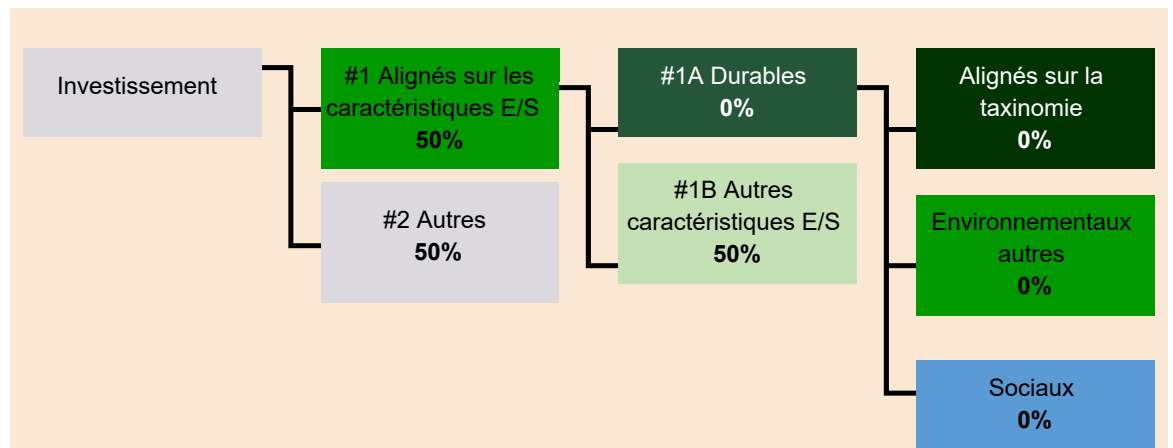 Investissement
#1 Alignés sur les
caractéristiques E/S
50%
#2 Autres
50%
#1A Durables
0%
#1B Autres
caractéristiques E/S
50%
Alignés sur la
taxinomie
0%
Environnementaux
autres
0%
Sociaux
0%